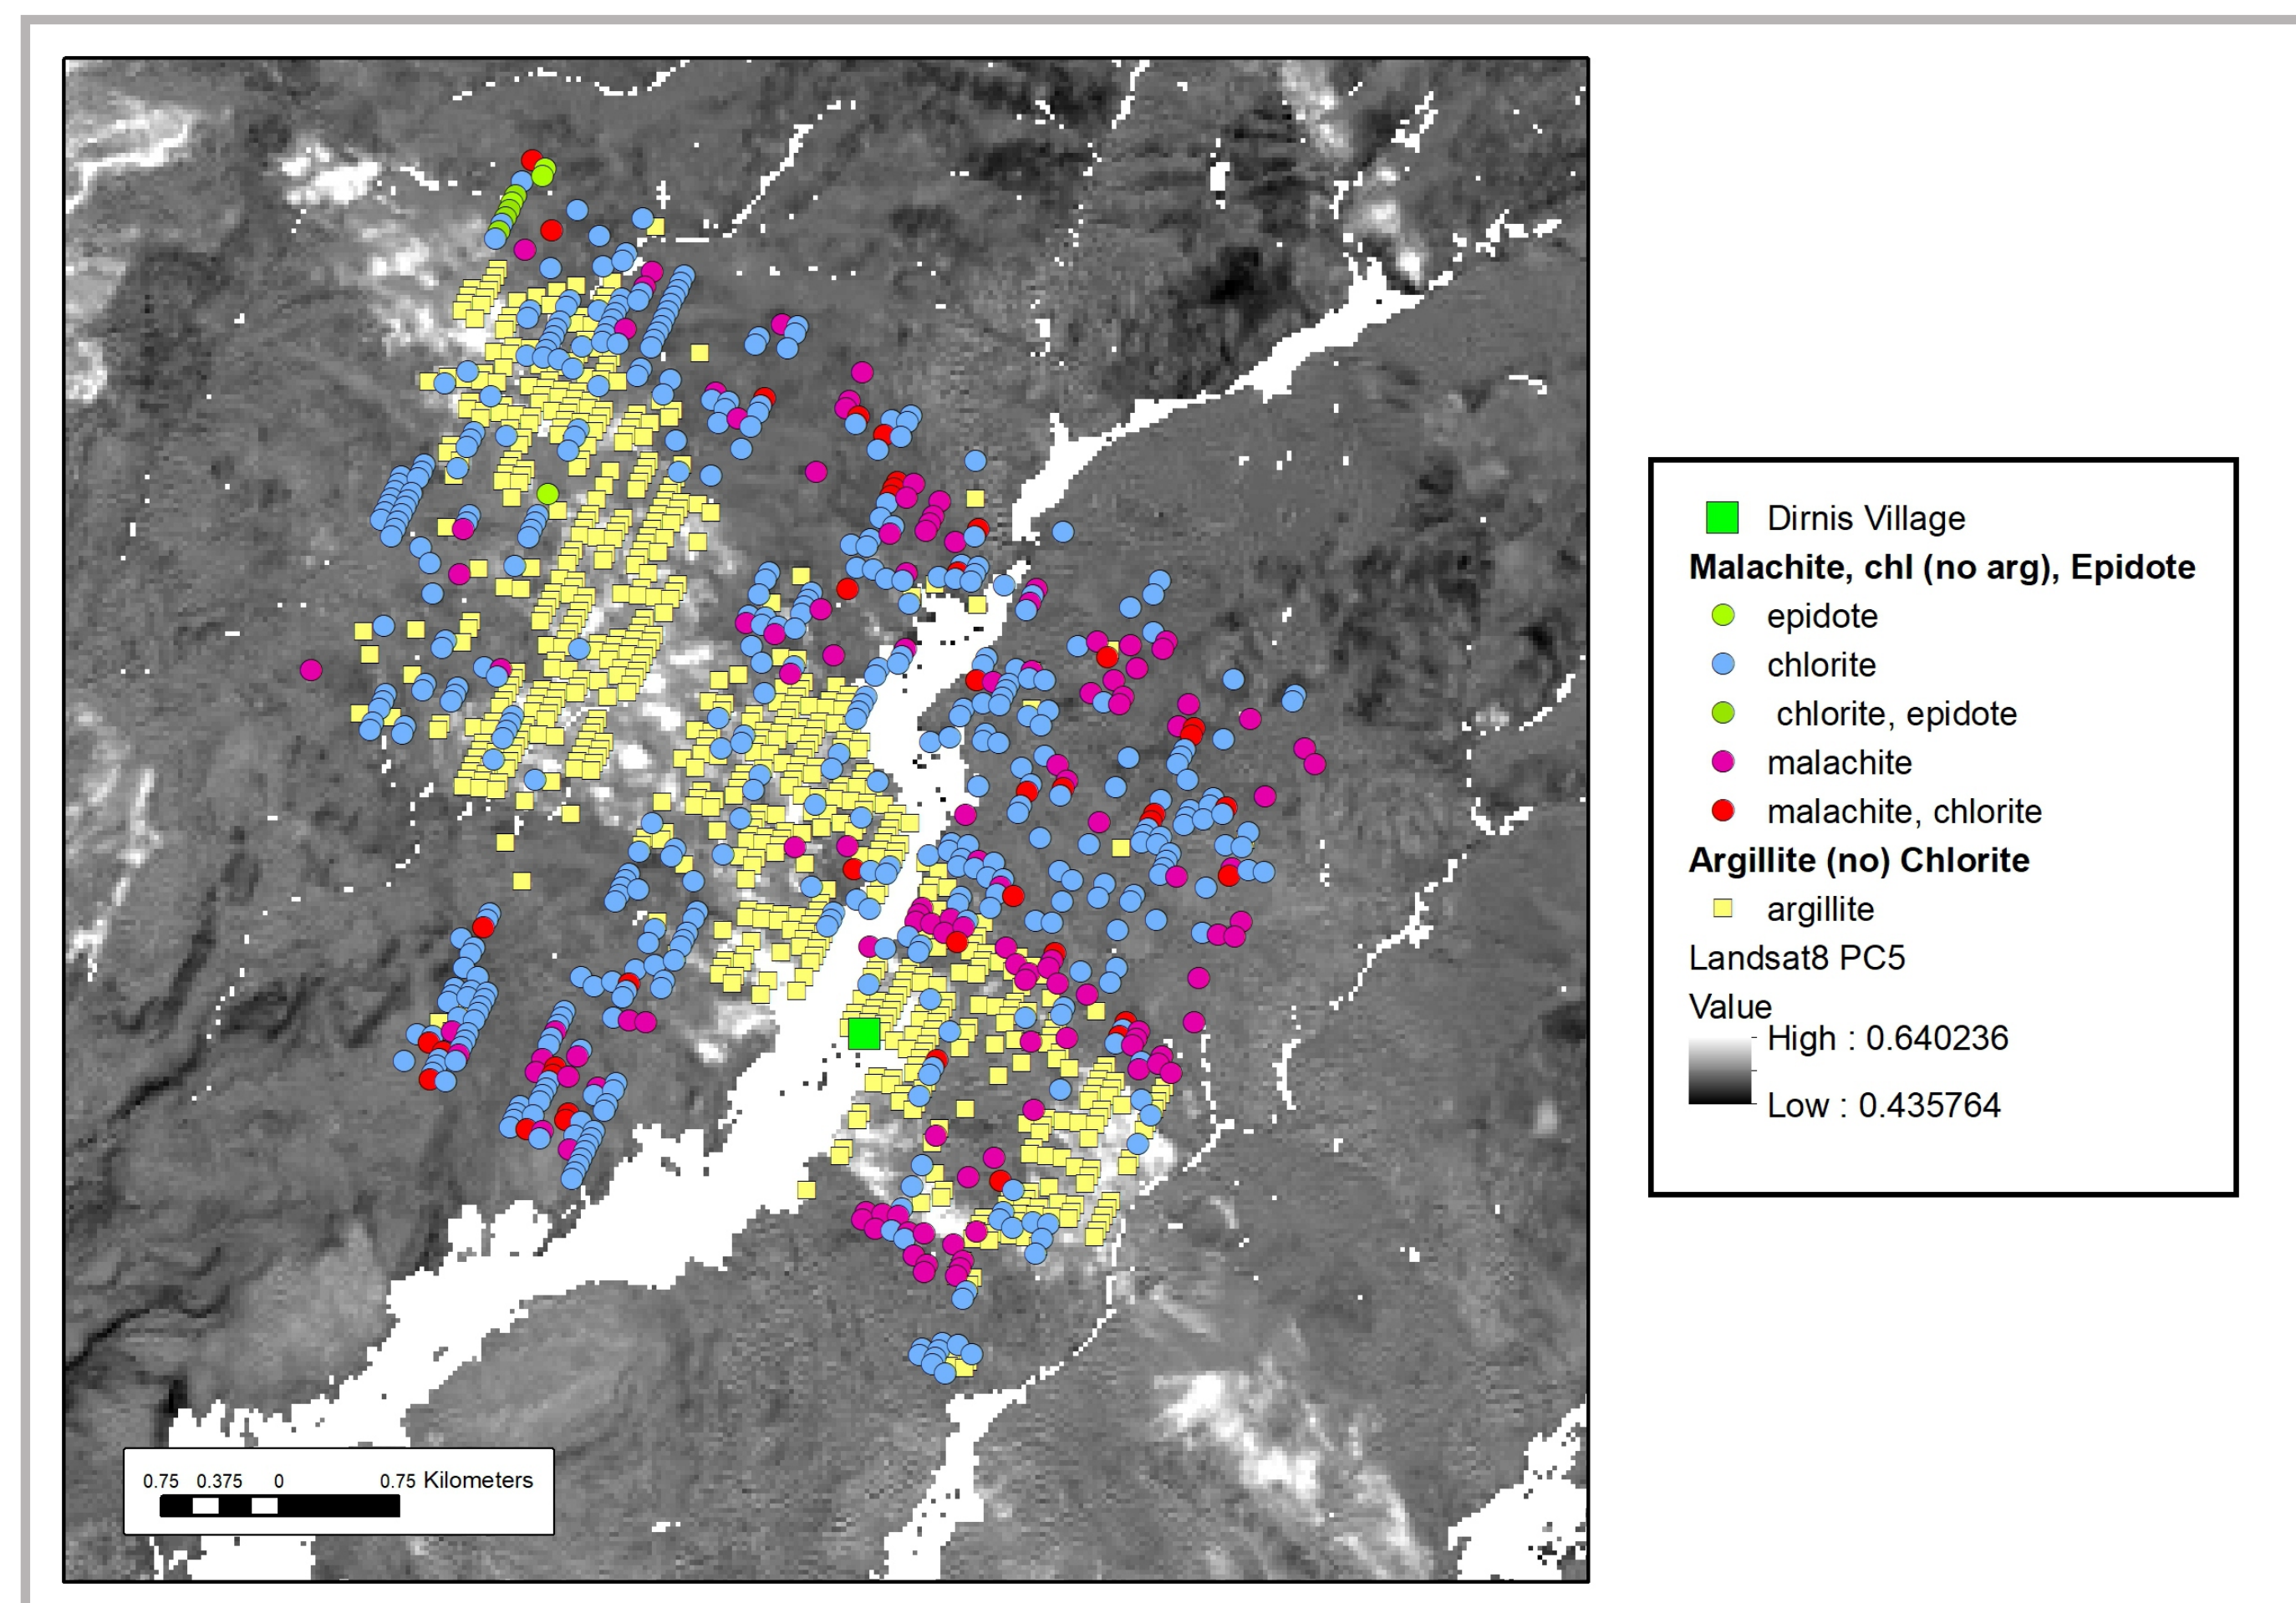 Dirnis Village
Malachite, chl (no arg), Epidote
epidote
chlorite
chlorite, epidote
malachite
malachite, chlorite
Argillite (no) Chlorite
argillite
Landsat8 PC5
Value
High : 0.640236
Low : 0.435764
0.75 0.375 0 0.75 Kilometers